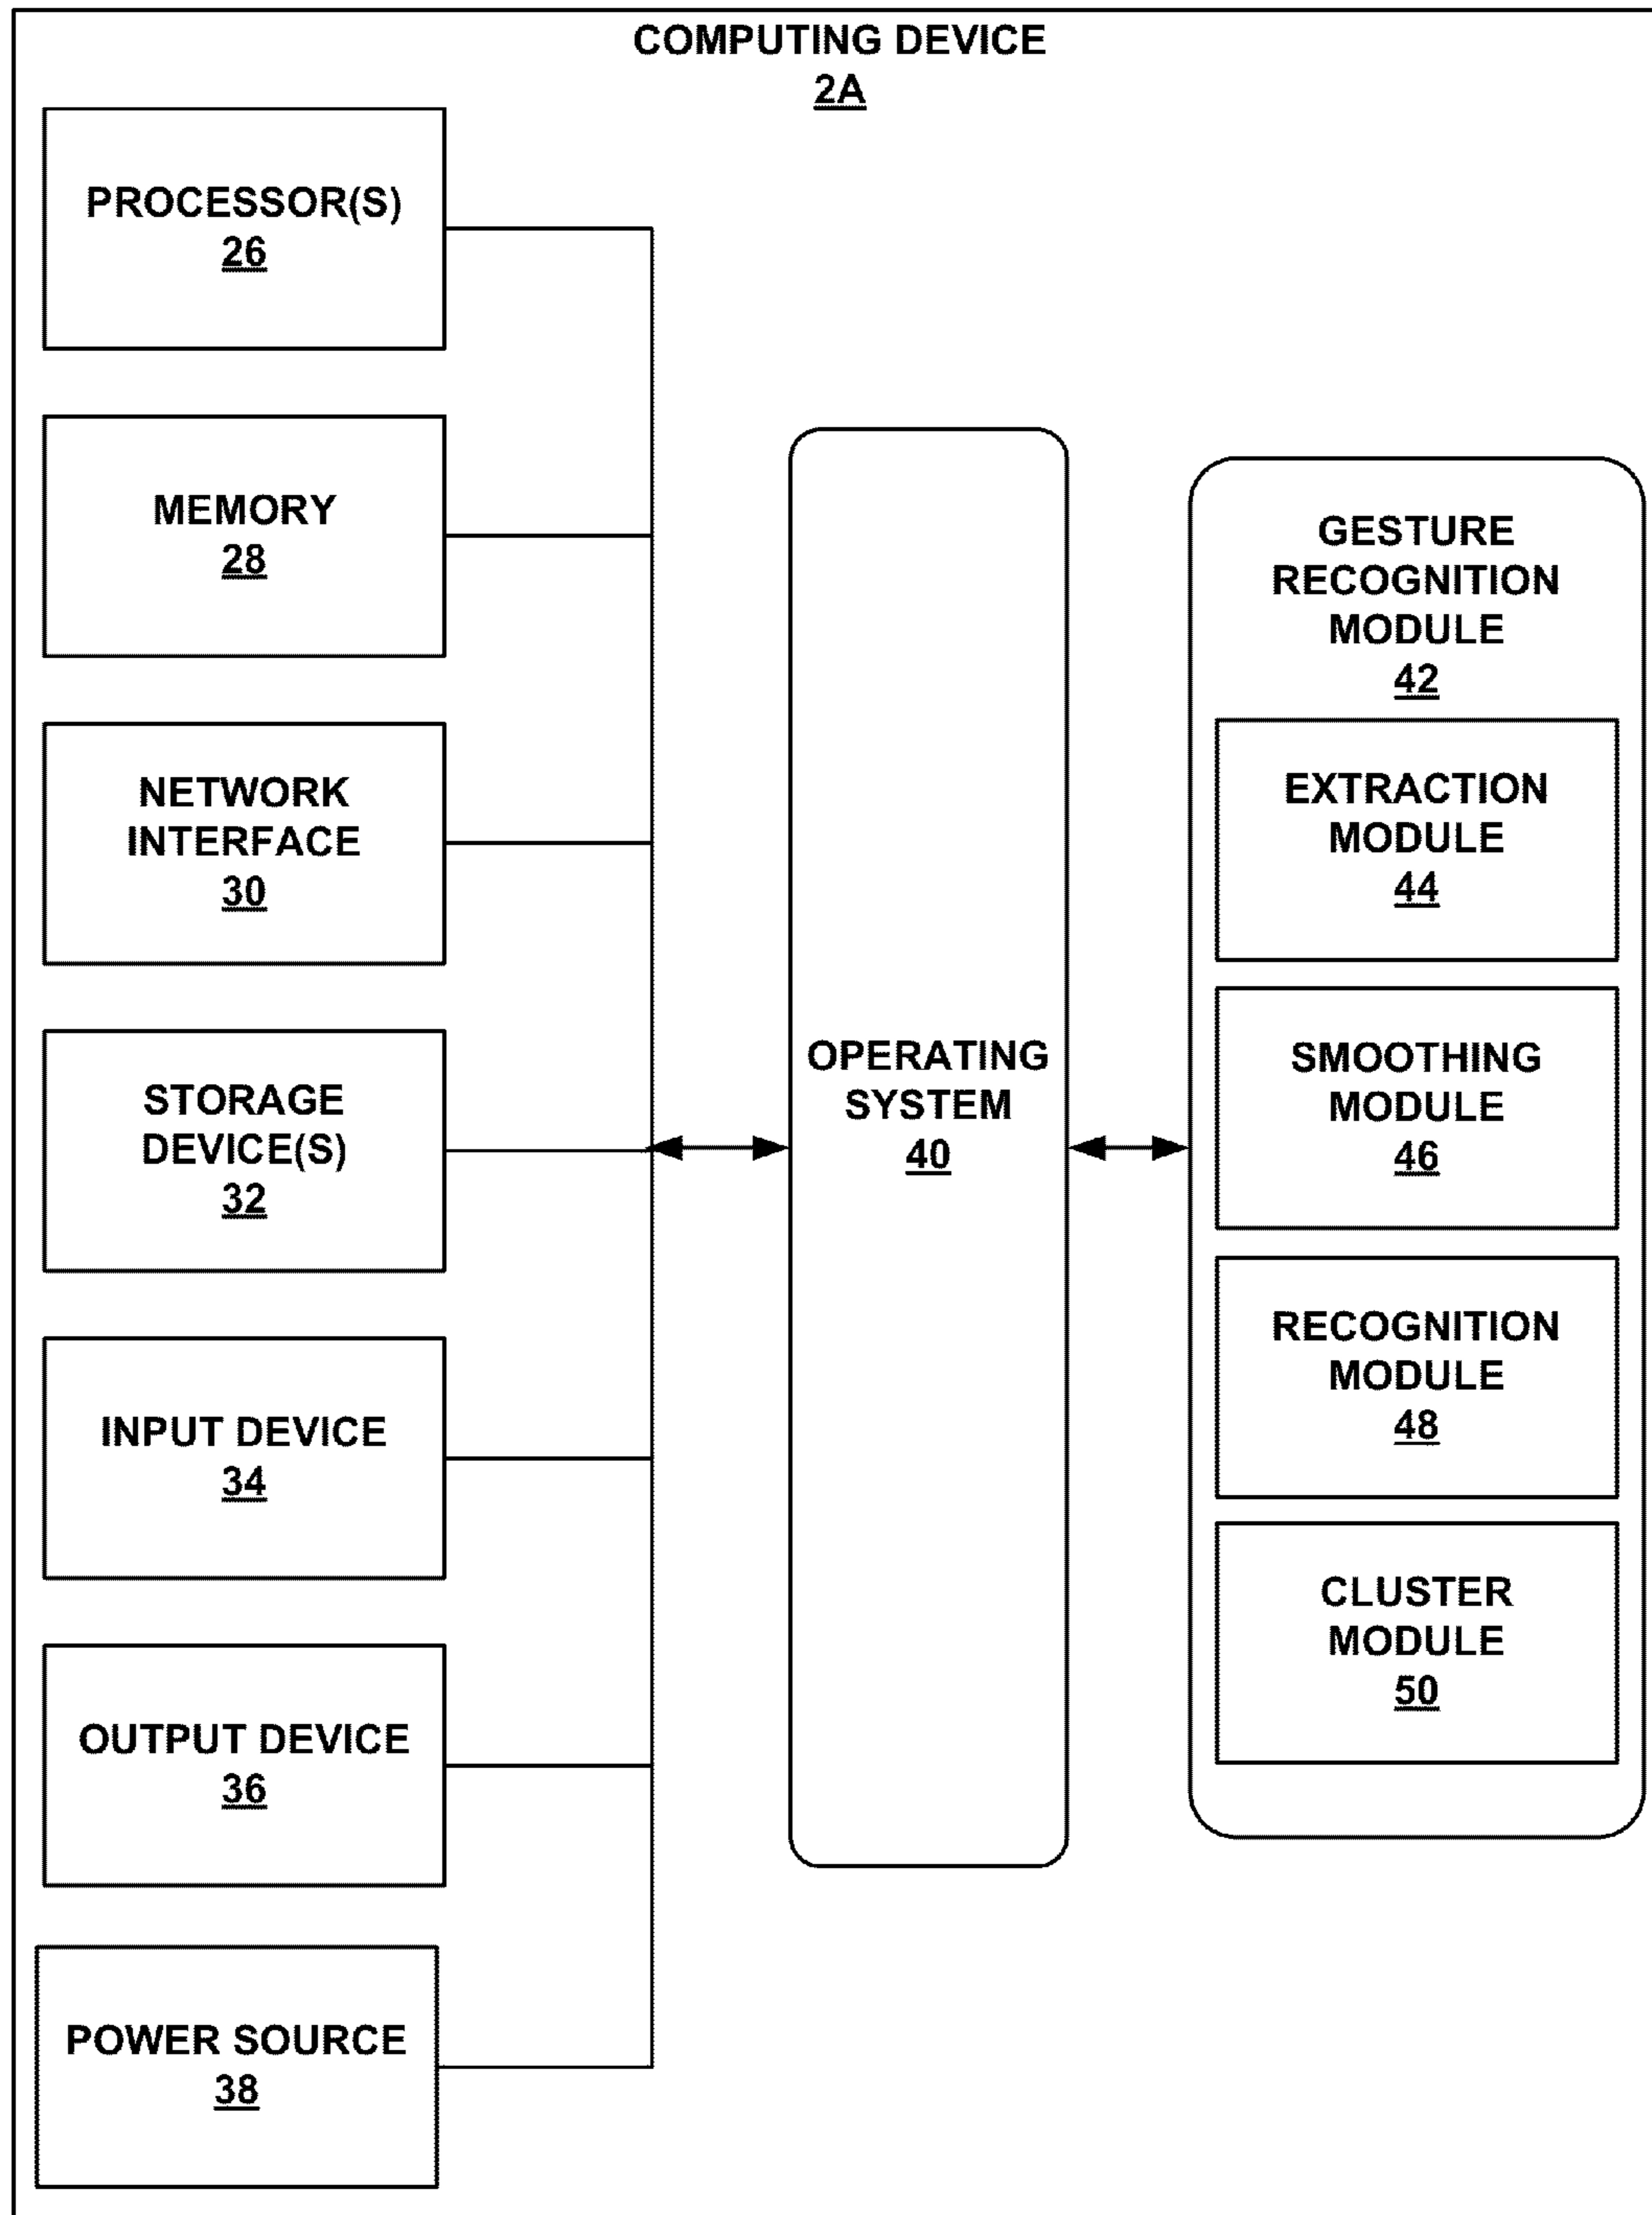 COMPUTING DEVICE
2A
PROCESSOR(S)
26
MEMORY
28
NETWORK
INTERFACE
30
STORAGE
DEVICE(S)
32
INPUT DEVICE
34
OUTPUT DEVICE
36
POWER SOURCE
38
OPERATING
SYSTEM
40
GESTURE
RECOGNITION
MODULE
42
EXTRACTION
MODULE
44
SMOOTHING
MODULE
46
RECOGNITION
MODULE
48
CLUSTER
MODULE
50